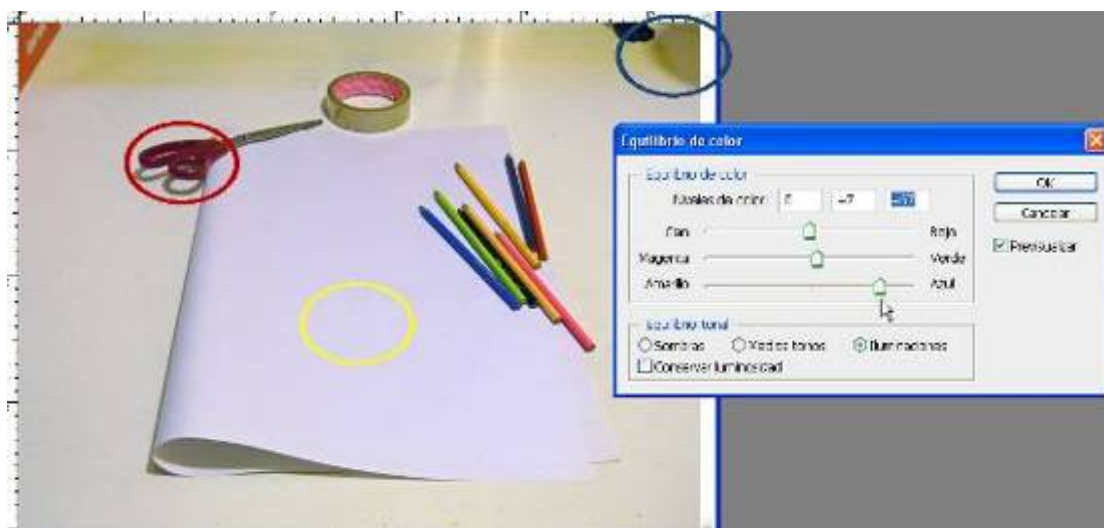 Equilibrio de color
Equilibrio de color
Niveles de color: +7
OK
Cian Rojo
Cancelar
Magenta Verde
Previsualizar
Amarillo Azul
Equilibrio tonal
Sombras Medios tonos Iluminaciones
Conservar luminosidad